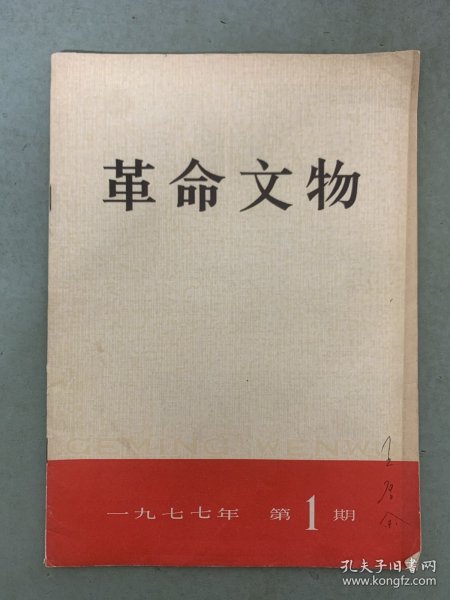 革命文物
GEMING WENWU
一九七七年 第1期
孔夫子旧书网
www.kongfz.com